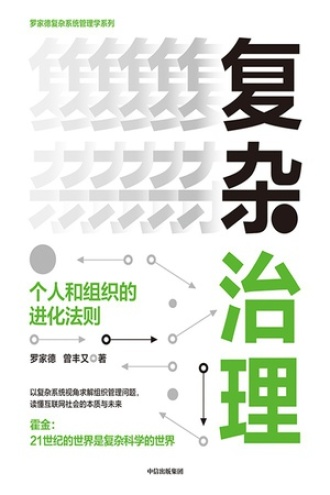 罗家德复杂系统管理学系列
复杂
治理
个人和组织的
进化法则
罗家德 曾丰又◎著
以复杂系统视角求解组织管理问题,
读懂互联网社会的本质与未来
霍金:
21世纪的世界是复杂科学的世界
中信出版集团